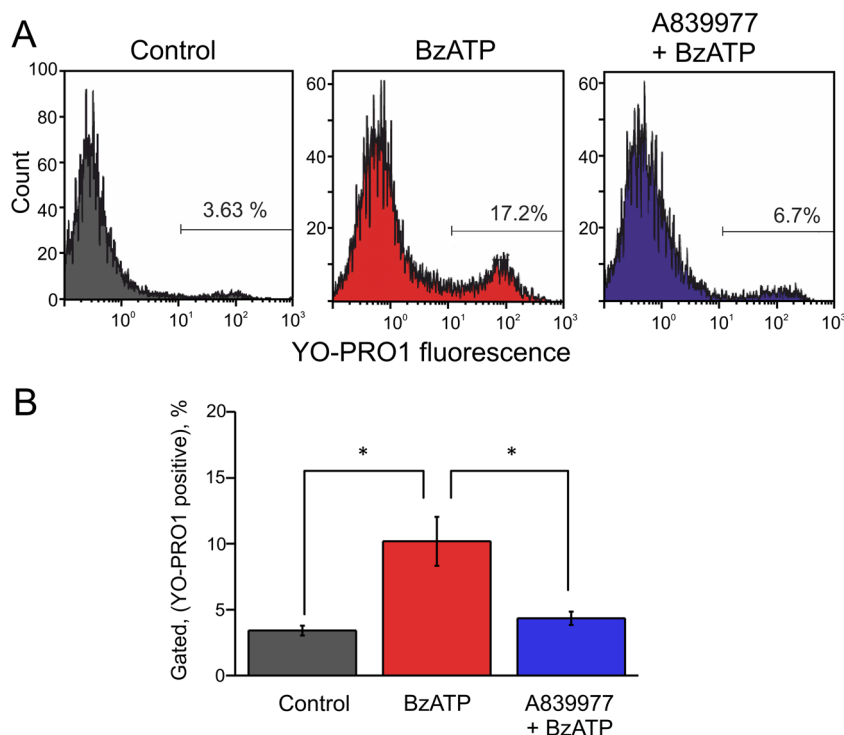 A
Control
BzATP
A839977
+ BzATP
Count
100
80
60
40
20
0
3.63 %
10⁰ 10¹ 10² 10³
60
40
20
17.2%
10⁰ 10¹ 10² 10³
60
40
20
6.7%
10⁰ 10¹ 10² 10³
YO-PRO1 fluorescence
B
Gated, (YO-PRO1 positive), %
20
15
10
5
0
*
*
Control
BzATP
A839977
+ BzATP